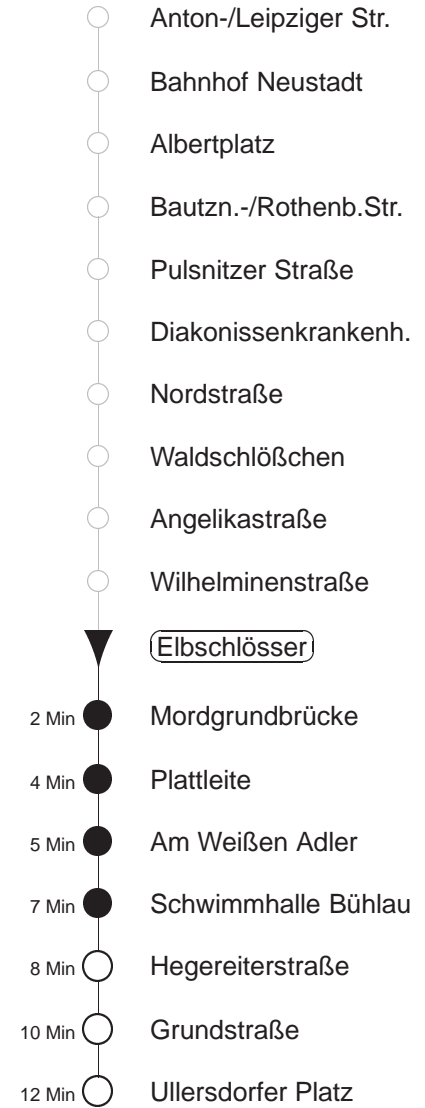 Anton-/Leipziger Str.
Bahnhof Neustadt
Albertplatz
Bautzn.-/Rothenb.Str.
Pulsnitzer Straße
Diakonissenkrankenh.
Nordstraße
Waldschlößchen
Angelikastraße
Wilhelminenstraße
Elbschlösser
2 Min Mordgrundbrücke
4 Min Plattleite
5 Min Am Weißen Adler
7 Min Schwimmhalle Bühlau
8 Min Hegereiterstraße
10 Min Grundstraße
12 Min Ullersdorfer Platz